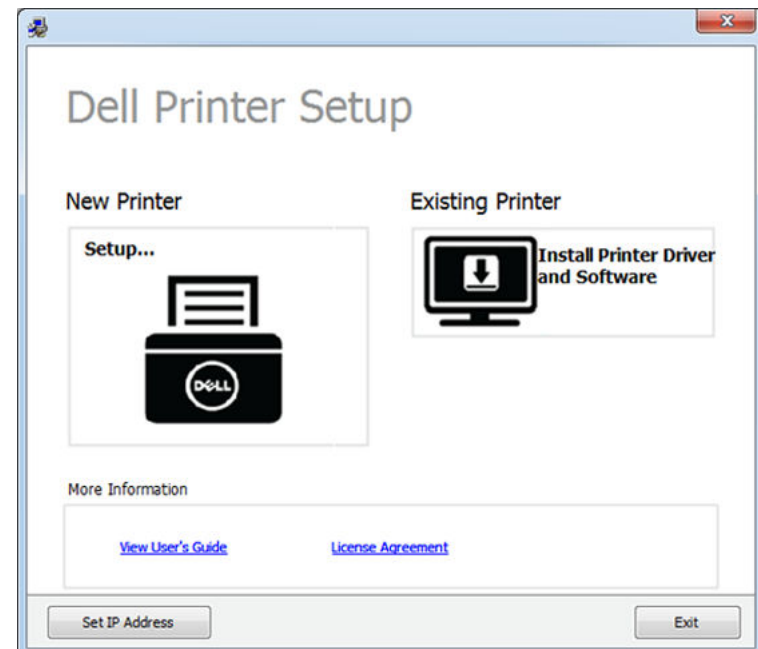 Dell Printer Setup
New Printer
Existing Printer
Setup...
Install Printer Driver
and Software
DELL
More Information
View User's Guide
License Agreement
Set IP Address
Exit